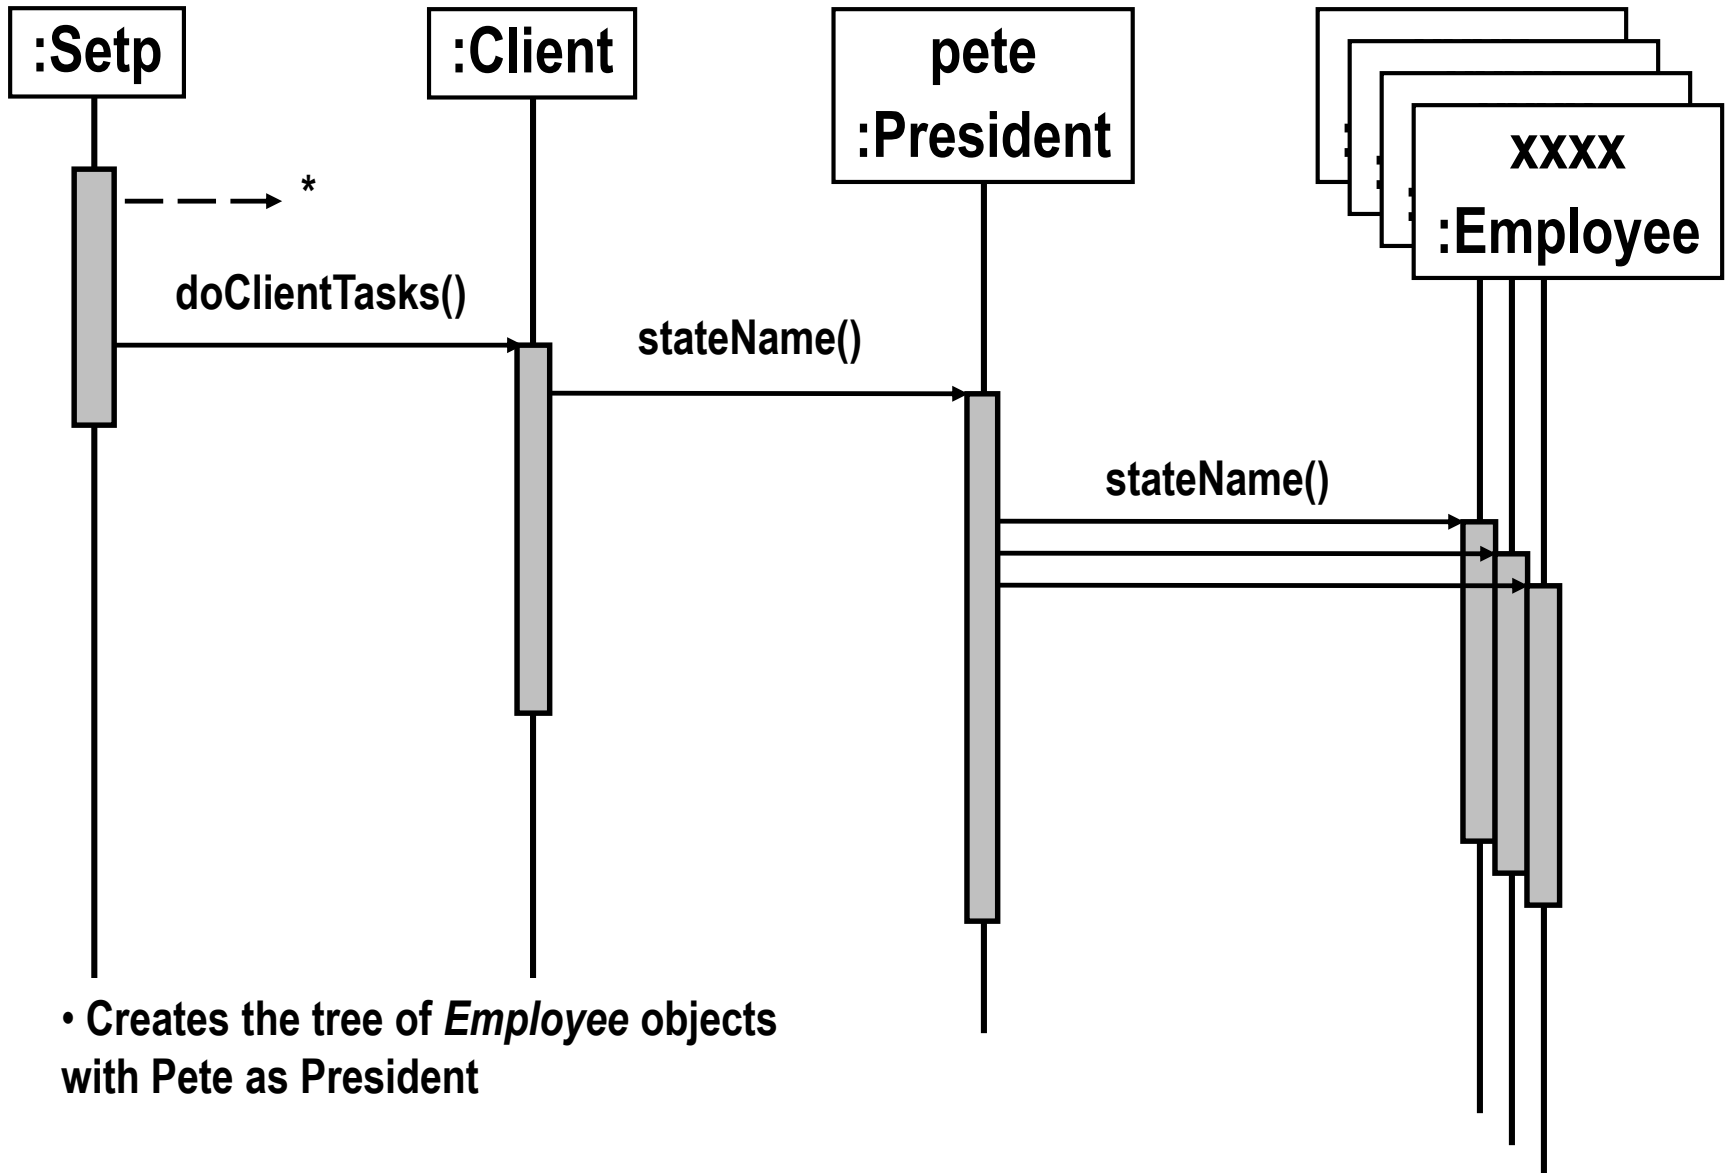 :Setp
:Client
pete
:President
xxxx
:Employee
*
doClientTasks()
stateName()
stateName()
• Creates the tree of Employee objects
with Pete as President